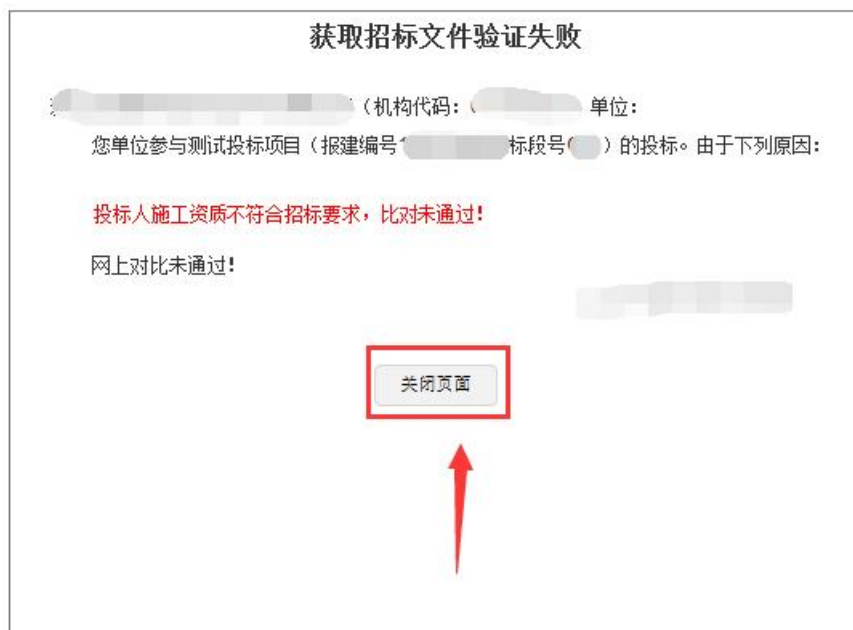 获取招标文件验证失败
（机构代码： 单位：
您单位参与测试投标项目（报建编号 标段号 ）的投标。由于下列原因：
投标人施工资质不符合招标要求，比对未通过！
网上对比未通过！
关闭页面